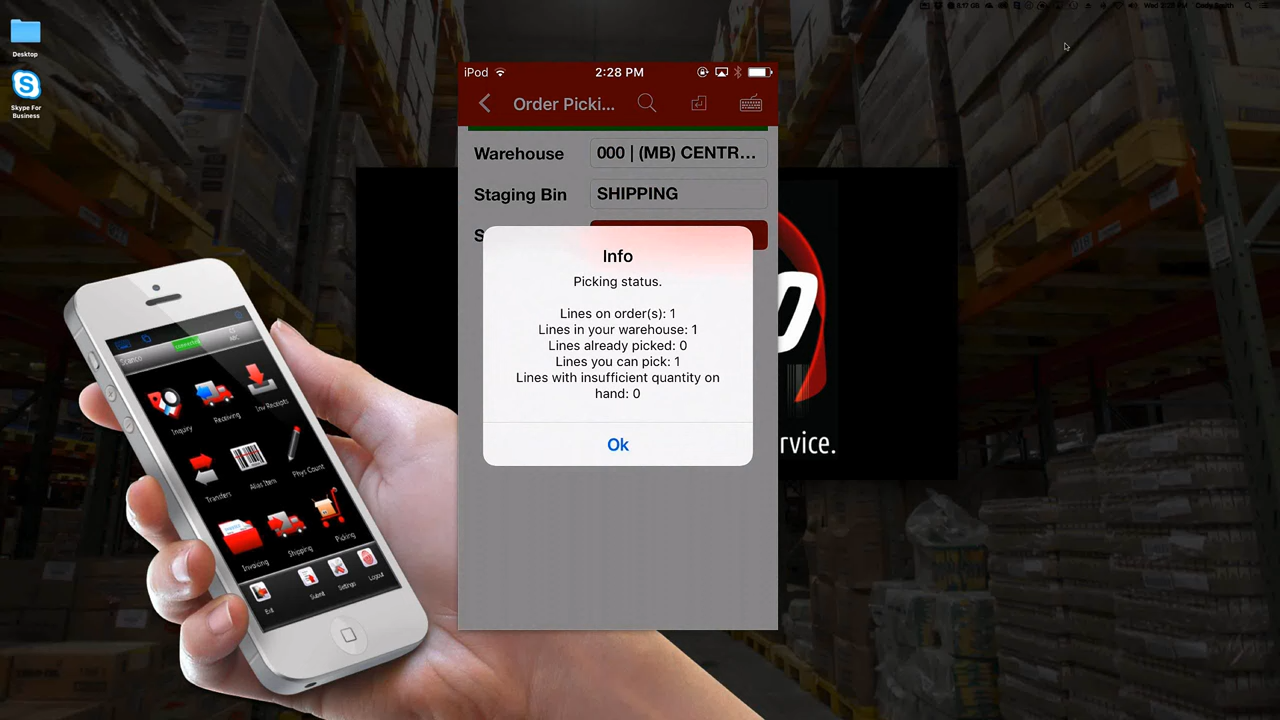 Desktop
Skype For
Business
iPod
2:28 PM
Order Picki...
Warehouse
000 | (MB) CENTR...
Staging Bin
SHIPPING
S
Info
Picking status.
Lines on order(s): 1
Lines in your warehouse: 1
Lines already picked: 0
Lines you can pick: 1
Lines with insufficient quantity on
hand: 0
Ok
rvice.
Inquiry
Receiving
Inv Receipts
Transfers
Alias Item
Phys Count
Invoicing
Shipping
Picking
Exit
Submit
Settings
Logout